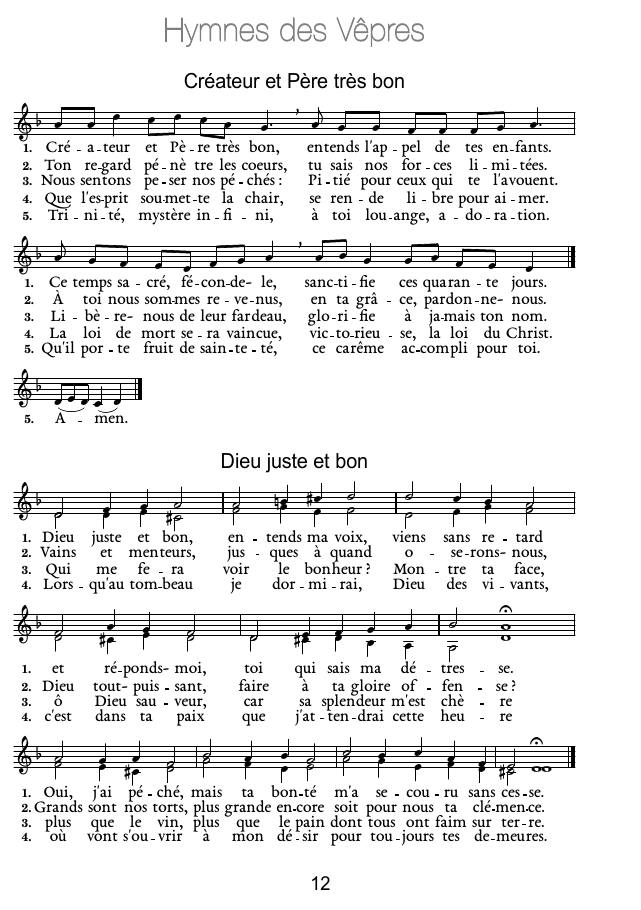 Hymnes des Vêpres
Créateur et Père très bon
1. Cré - a-teur et Pè - re très bon, entends l'ap - pel de tes en-fants.
2. Ton re-gard pé-nè tre les coeurs, tu sais nos for-ces li-mi-tées.
3. Nous sentons pe-ser nos pé-chés : Pi-tié pour ceux qui te l'avouent.
4. Que l'es-prit sou-met-te la chair, se ren-de li-bre pour ai-mer.
5. Tri-ni-té, mystère in-fi-ni, à toi lou-ange, a-do-ra-tion.
1. Ce temps sa-cré, fé-con-de-le, sanc-ti-fie ces quaran-te jours.
2. À toi nous som-mes re-ve-nus, en ta grâ-ce, pardon-ne-nous.
3. Li-bè-re- nous de leur far-deau, glo-ri-fie à ja-mais ton nom.
4. La loi de mort se-ra vaincue, vic-to-rieu-se, la loi du Christ.
5. Qu'il por-te fruit de sain-te-té, ce carême ac-compli pour toi.
5. A - men.
Dieu juste et bon
1. Dieu juste et bon, en-tends ma voix, viens sans re-tard
2. Vains et menteurs, jus-ques à quand o-se-rons-nous,
3. Qui me fe-ra voir le bonheur ? Mon-tre ta face,
4. Lors-qu'au tom-beau je dor-mi-rai, Dieu des vi-vants,
1. et ré-ponds-moi, toi qui sais ma dé-tres-se.
2. Dieu tout-puis-sant, faire à ta gloire of-fen-se ?
3. ô Dieu sau-veur, car sa splendeur m'est chè-re
4. c'est dans ta paix que j'at-ten-drai cette heu-re
1. Oui, j'ai pé-ché, mais ta bon-té m'a se-cou-ru sans ces-se.
2. Grands sont nos torts, plus grande en-core soit pour nous ta clé-men-ce.
3. plus que le vin, plus que le pain dont tous ont faim sur ter-re.
4. où vont s'ou-vrir à mon dé-sir pour tou-jours tes de-meures.
12